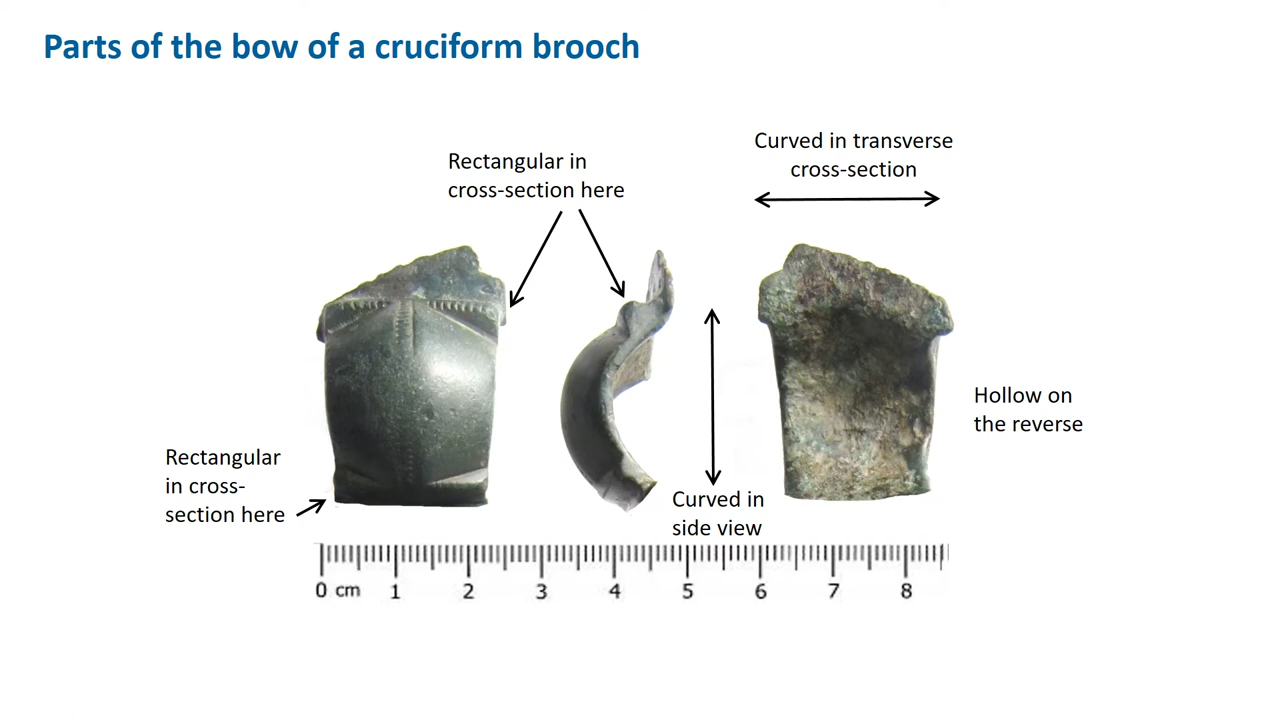 Parts of the bow of a cruciform brooch
Curved in transverse
cross-section
Rectangular in
cross-section here
Hollow on
the reverse
Rectangular
in cross-
section here
Curved in
side view
0 cm 1 2 3 4 5 6 7 8